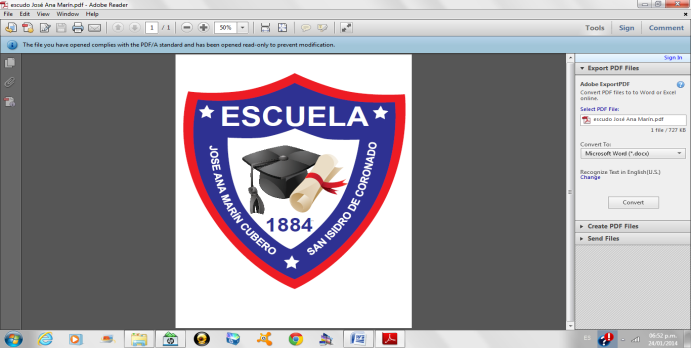 escudo José Ana Marín.pdf - Adobe Reader
File Edit View Window Help
1 / 1
50%
Tools Sign Comment
The file you have opened complies with the PDF/A standard and has been opened read-only to prevent modification.
Sign In
Export PDF Files
Adobe ExportPDF
Convert PDF files to to Word or Excel
online.
Select PDF File:
escudo José Ana Marín.pdf
1 file / 727 KB
Convert To:
Microsoft Word (*.docx)
Recognize Text in English(U.S.)
Change
Convert
Create PDF Files
Send Files
ESCUELA
JOSE ANA MARÍN CUBERO
SAN ISIDRO DE CORONADO
1884
ES
06:52 p.m.
24/01/2014